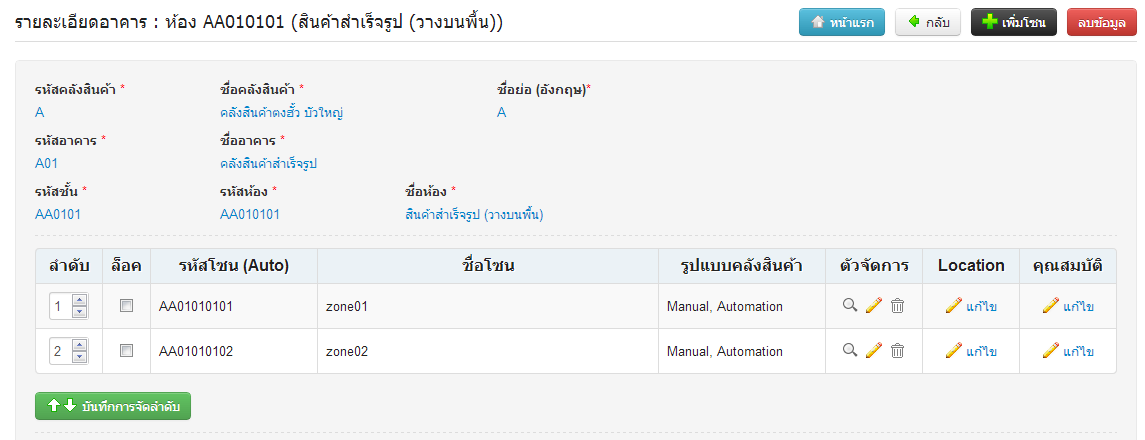 รายละเอียดอาคาร : ห้อง AA010101 (สินค้าสำเร็จรูป (วางบนพื้น)) หน้าแรก กลับ เพิ่มโซน ลบข้อมูล
รหัสคลังสินค้า * ชื่อคลังสินค้า * ชื่อย่อ (อังกฤษ)*
A คลังสินค้าตงฮั้ว บัวใหญ่ A
รหัสอาคาร * ชื่ออาคาร *
A01 คลังสินค้าสำเร็จรูป
รหัสชั้น * รหัสห้อง * ชื่อห้อง *
AA0101 AA010101 สินค้าสำเร็จรูป (วางบนพื้น)
ลำดับ ล็อค รหัสโซน (Auto) ชื่อโซน รูปแบบคลังสินค้า ตัวจัดการ Location คุณสมบัติ
1 AA01010101 zone01 Manual, Automation แก้ไข แก้ไข
2 AA01010102 zone02 Manual, Automation แก้ไข แก้ไข
บันทึกการจัดลำดับ